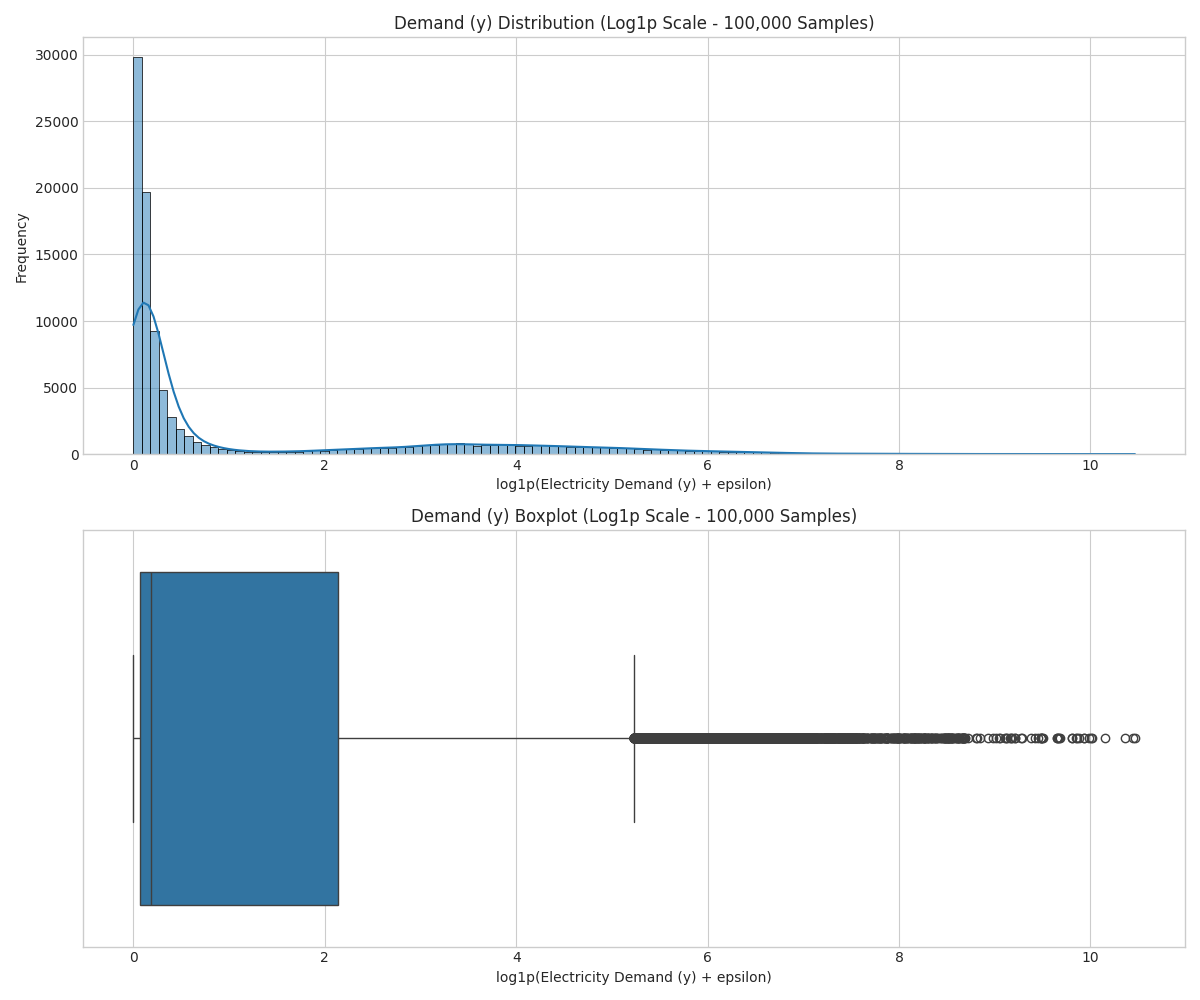 Demand (y) Distribution (Log1p Scale - 100,000 Samples)
30000
25000
20000
15000
10000
5000
0
Frequency
0 2 4 6 8 10
log1p(Electricity Demand (y) + epsilon)
Demand (y) Boxplot (Log1p Scale - 100,000 Samples)
0 2 4 6 8 10
log1p(Electricity Demand (y) + epsilon)